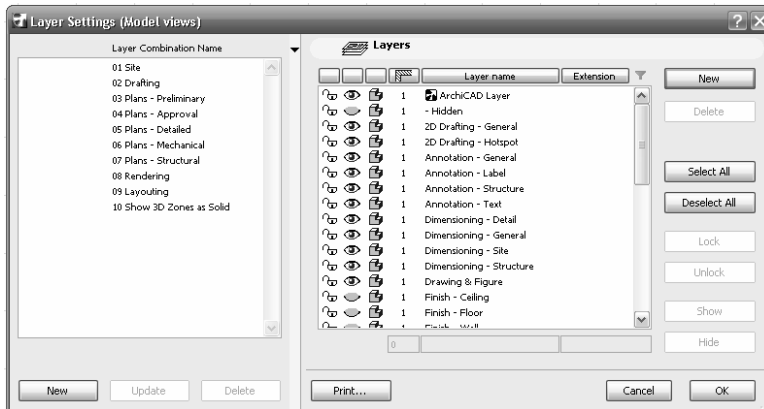 Layer Settings (Model views)
Layer Combination Name
01 Site
02 Drafting
03 Plans - Preliminary
04 Plans - Approval
05 Plans - Detailed
06 Plans - Mechanical
07 Plans - Structural
08 Rendering
09 Layouting
10 Show 3D Zones as Solid
New
Update
Delete
Layers
Layer name
Extension
1 ArchiCAD Layer
1 - Hidden
1 2D Drafting - General
1 2D Drafting - Hotspot
1 Annotation - General
1 Annotation - Label
1 Annotation - Structure
1 Annotation - Text
1 Dimensioning - Detail
1 Dimensioning - General
1 Dimensioning - Site
1 Dimensioning - Structure
1 Drawing & Figure
1 Finish - Ceiling
1 Finish - Floor
1 Finish - Wall
0
New
Delete
Select All
Deselect All
Lock
Unlock
Show
Hide
Print...
Cancel
OK